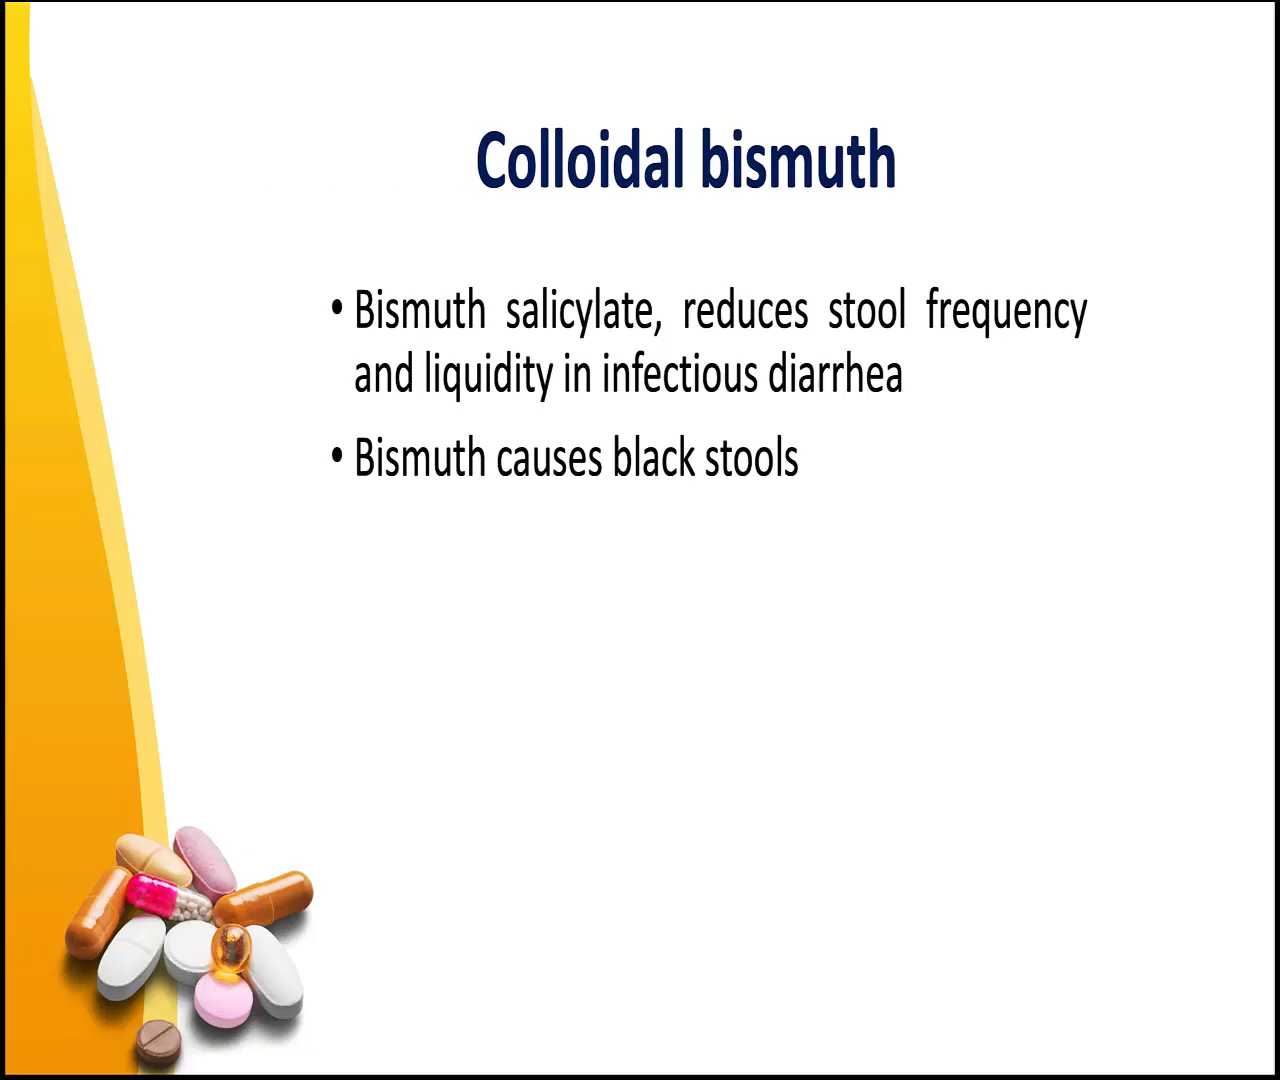 Colloidal bismuth
• Bismuth salicylate, reduces stool frequency
and liquidity in infectious diarrhea
• Bismuth causes black stools